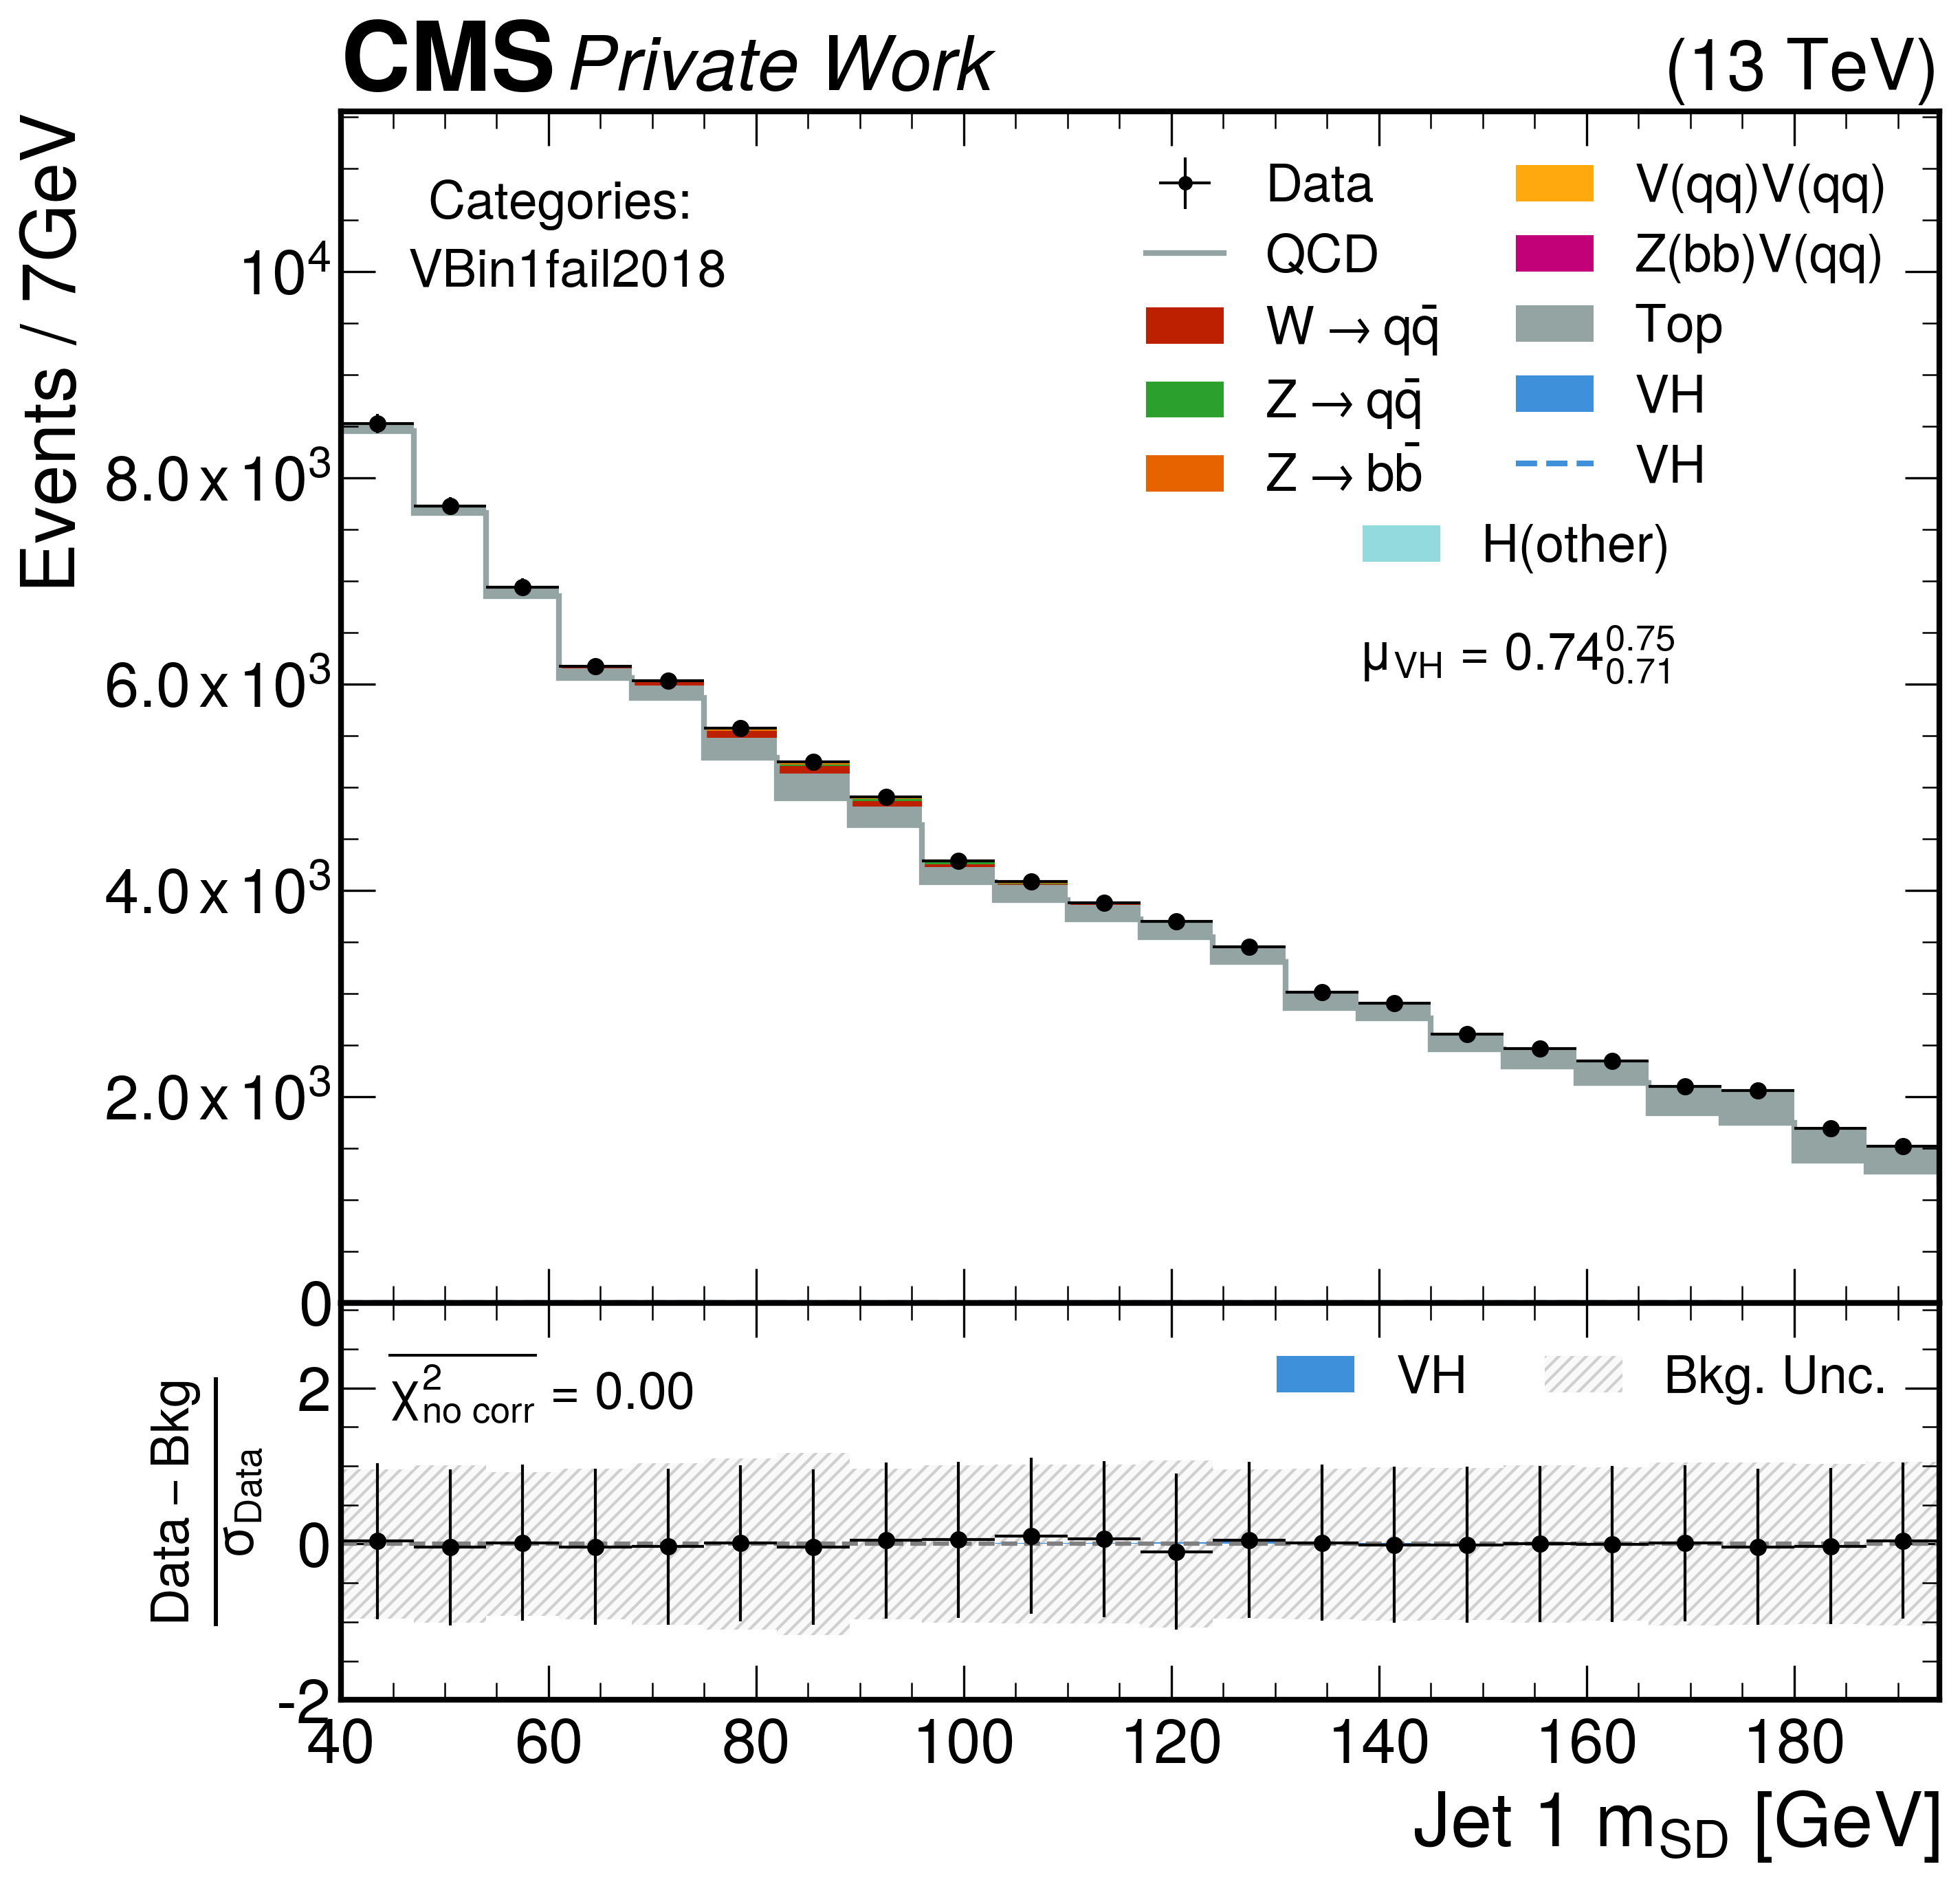 CMS Private Work (13 TeV)
Events / 7GeV
Categories:
VBin1fail2018
Data
QCD
W → qq̄
Z → qq̄
Z → bb̄
V(qq)V(qq)
Z(bb)V(qq)
Top
VH
VH
H(other)
μ_VH = 0.74^0.75_0.71
10⁴
8.0 x 10³
6.0 x 10³
4.0 x 10³
2.0 x 10³
0
Data − Bkg
σ_Data
χ²_no corr = 0.00
VH
Bkg. Unc.
2
0
-2
40 60 80 100 120 140 160 180
Jet 1 m_SD [GeV]